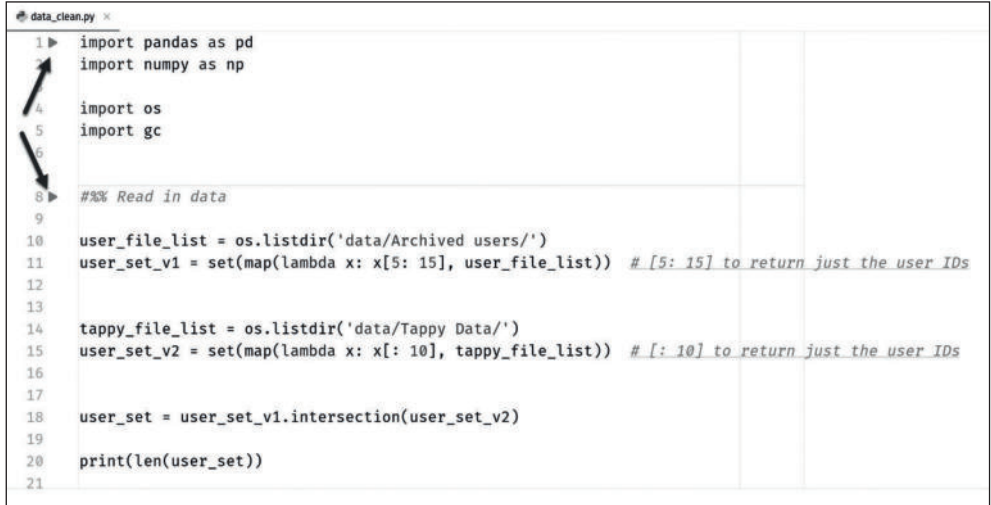 data_clean.py ×
1 import pandas as pd
2 import numpy as np
3
4 import os
5 import gc
6
8 #%% Read in data
9
10 user_file_list = os.listdir('data/Archived users/')
11 user_set_v1 = set(map(lambda x: x[5: 15], user_file_list))  # [5: 15] to return just the user IDs
12
13
14 tappy_file_list = os.listdir('data/Tappy Data/')
15 user_set_v2 = set(map(lambda x: x[: 10], tappy_file_list))  # [: 10] to return just the user IDs
16
17
18 user_set = user_set_v1.intersection(user_set_v2)
19
20 print(len(user_set))
21